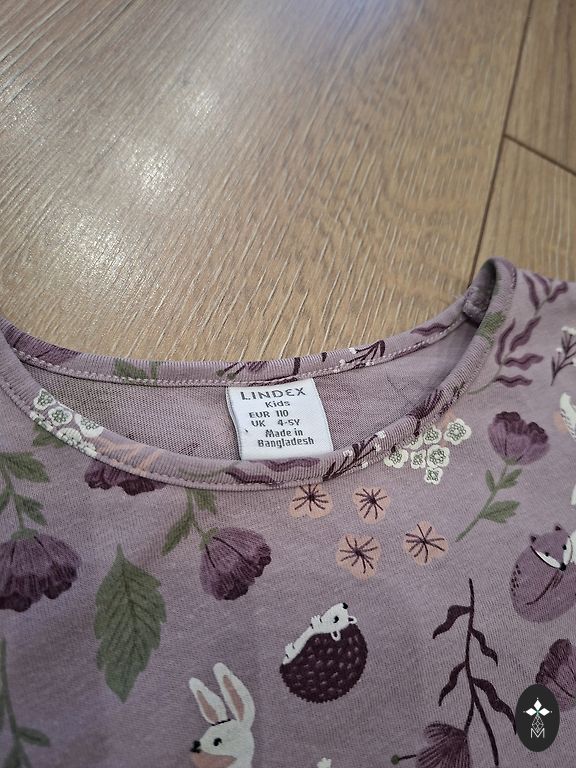 LINDEX
Kids
EUR 110
UK 4-5Y
Made in
Bangladesh
M